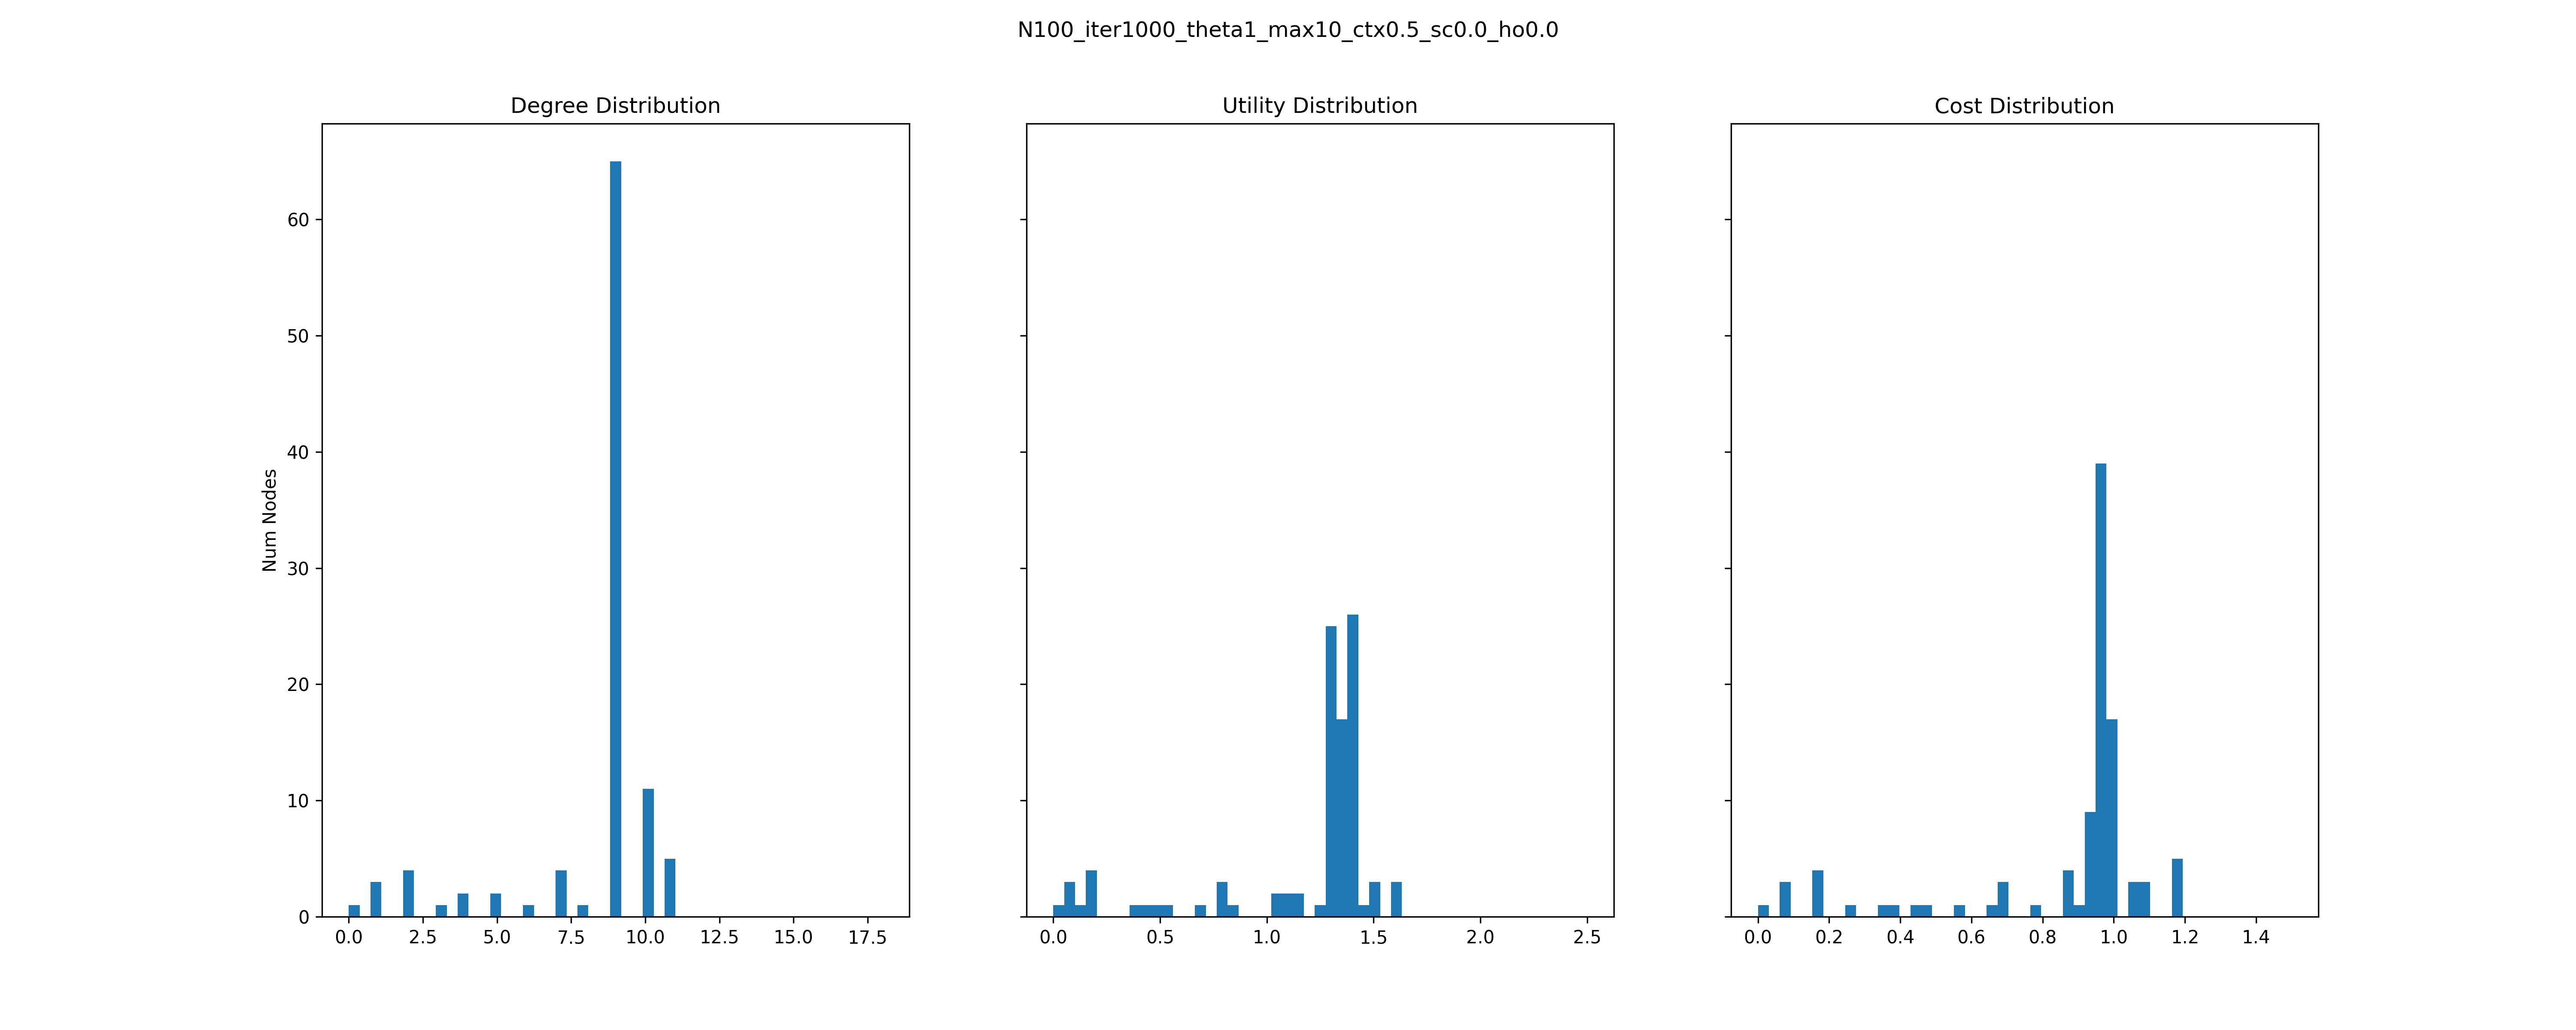 N100_iter1000_theta1_max10_ctx0.5_sc0.0_ho0.0
Degree Distribution
Utility Distribution
Cost Distribution
Num Nodes
60
50
40
30
20
10
0
0.0 2.5 5.0 7.5 10.0 12.5 15.0 17.5
0.0 0.5 1.0 1.5 2.0 2.5
0.0 0.2 0.4 0.6 0.8 1.0 1.2 1.4